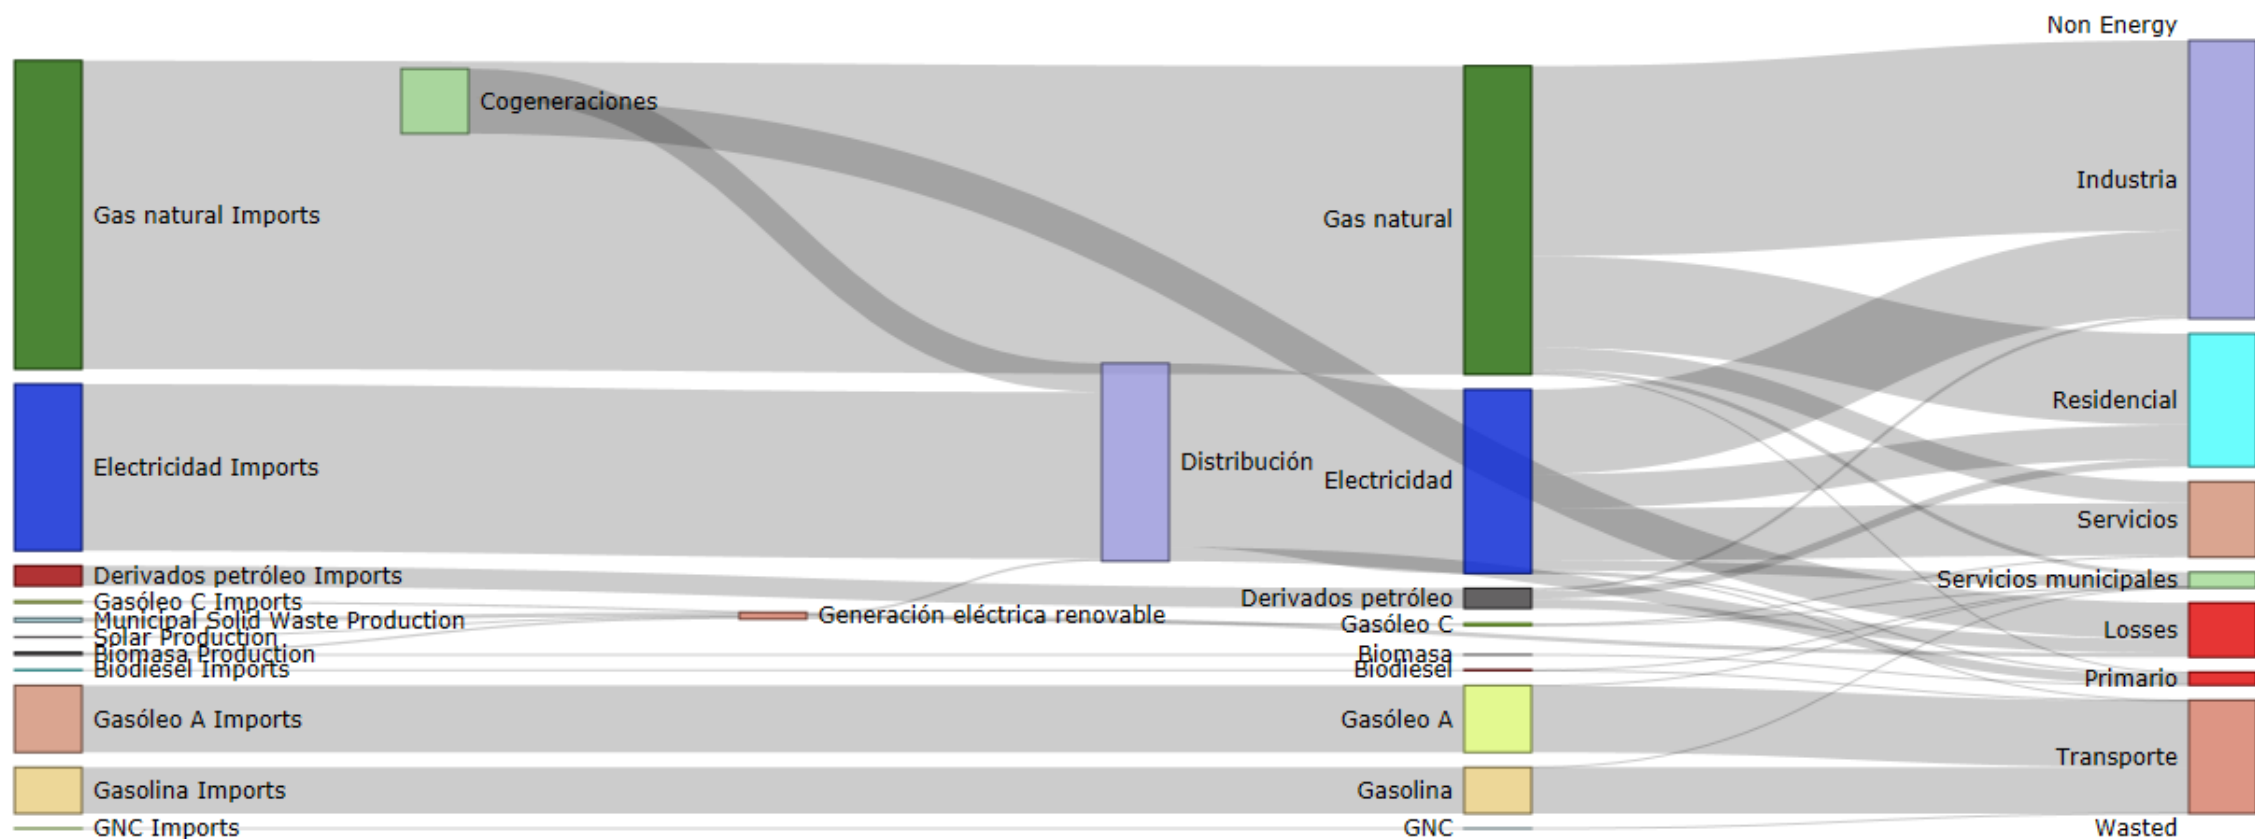 Non Energy
Cogeneraciones
Industria
Gas natural Imports
Gas natural
Residencial
Distribución
Electricidad Imports
Electricidad
Servicios
Derivados petróleo Imports
Servicios municipales
Gasóleo C Imports
Derivados petróleo
Municipal Solid Waste Production
Generación eléctrica renovable
Gasóleo C
Losses
Solar Production
Biomasa Production
Biomasa
Biodiésel Imports
Biodiésel
Primario
Gasóleo A Imports
Gasóleo A
Transporte
Gasolina Imports
Gasolina
GNC Imports
GNC
Wasted